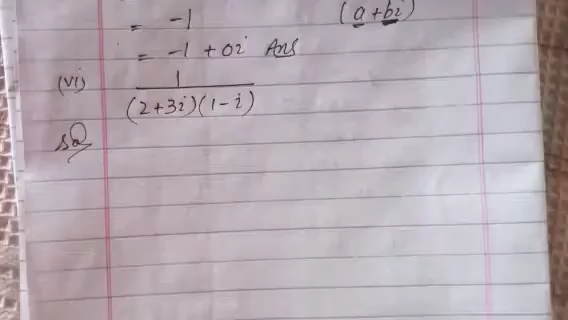 = -1 (a+bi)
= -1 + 0i Ans
(vi) 1/((2+3i)(1-i))
Sol